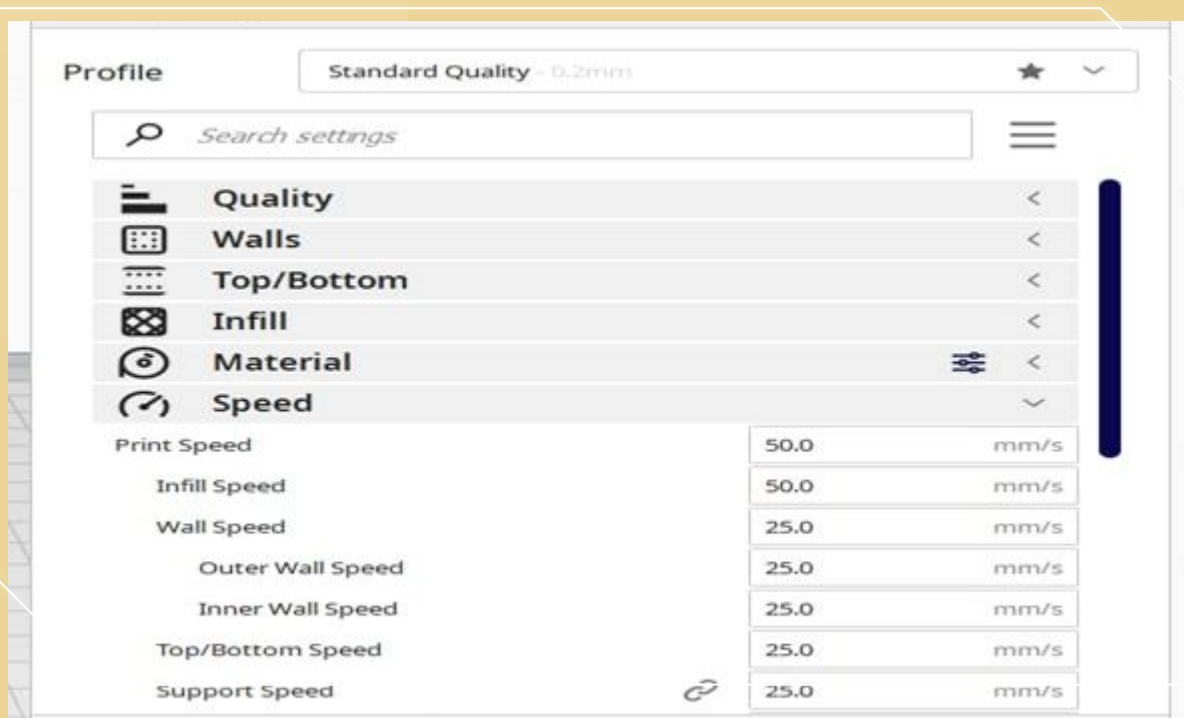 Profile Standard Quality - 0.2mm
Search settings
Quality
Walls
Top/Bottom
Infill
Material
Speed
Print Speed 50.0 mm/s
Infill Speed 50.0 mm/s
Wall Speed 25.0 mm/s
Outer Wall Speed 25.0 mm/s
Inner Wall Speed 25.0 mm/s
Top/Bottom Speed 25.0 mm/s
Support Speed 25.0 mm/s